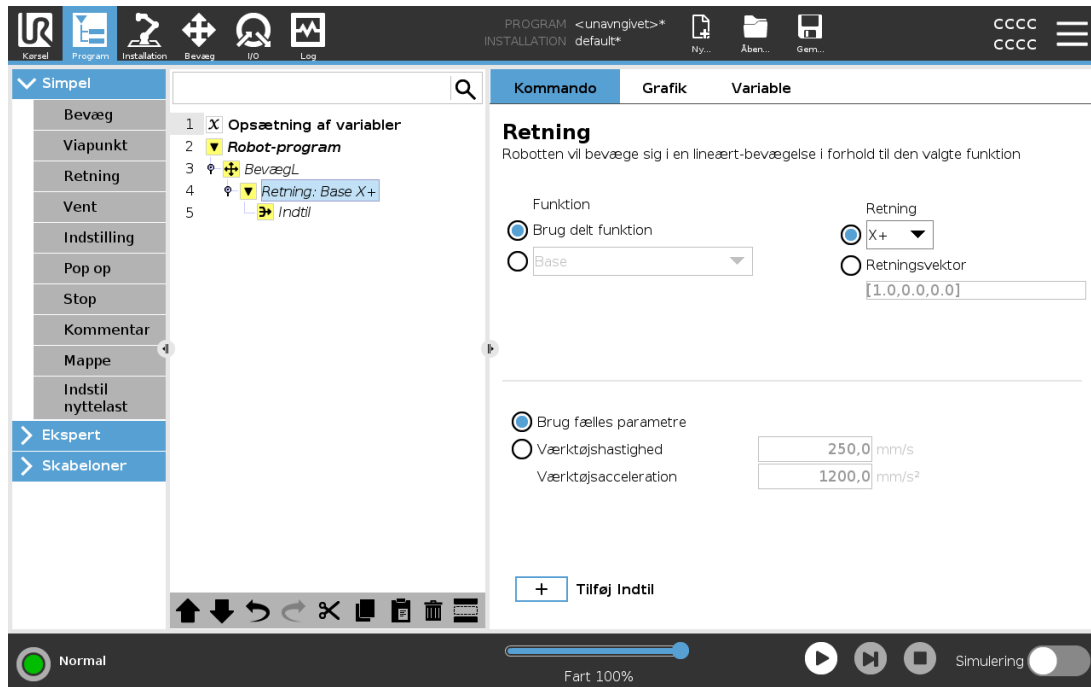 PROGRAM <unavngivet>*
INSTALLATION default*
Kørsel
Program
Installation
Bevæg
I/O
Log
Ny...
Åben...
Gem...
CCCC
CCCC
Simpel
Bevæg
Viapunkt
Retning
Vent
Indstilling
Pop op
Stop
Kommentar
Mappe
Indstil
nyttelast
Ekspert
Skabeloner
1 X Opsætning af variabler
2 Robot-program
3 BevægL
4 Retning: Base X+
5 Indtil
Kommando Grafik Variable
Retning
Robotten vil bevæge sig i en lineært-bevægelse i forhold til den valgte funktion
Funktion
Brug delt funktion
Base
Retning
X+
Retningsvektor
[1.0,0.0,0.0]
Brug fælles parametre
Værktøjshastighed 250,0 mm/s
Værktøjsacceleration 1200,0 mm/s²
+ Tilføj Indtil
Normal
Fart 100%
Simulering